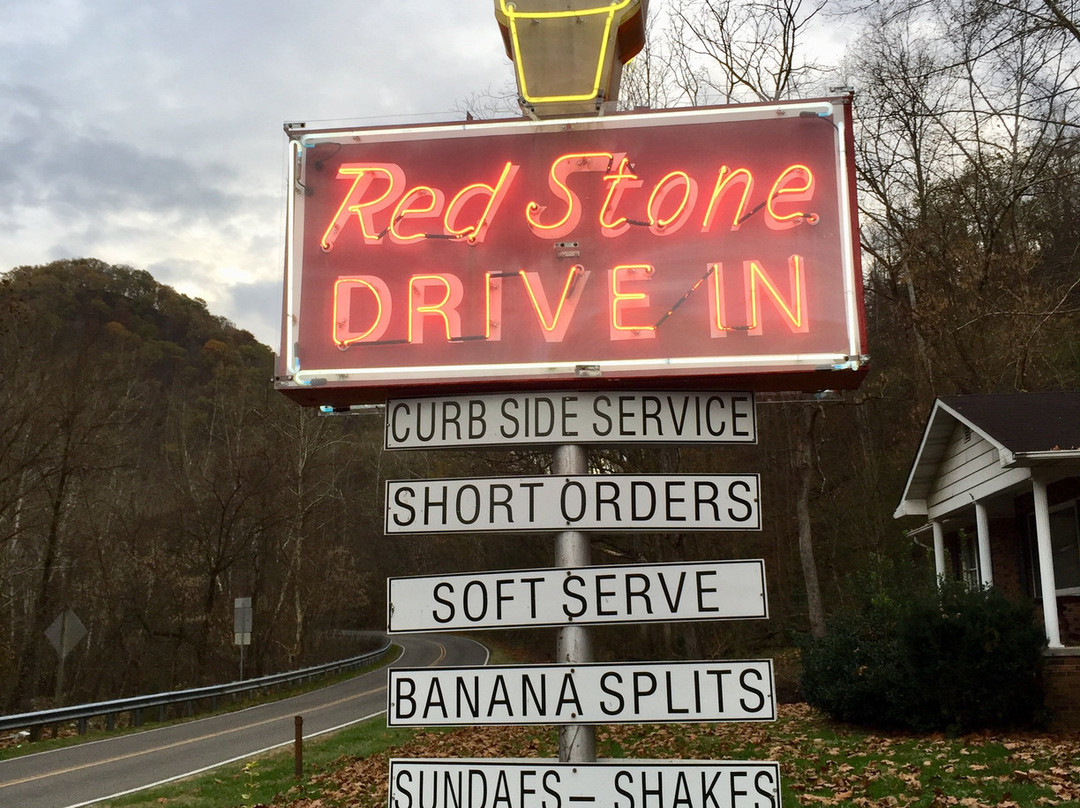 Red Stone
DRIVE IN
CURB SIDE SERVICE
SHORT ORDERS
SOFT SERVE
BANANA SPLITS
SUNDAES - SHAKES